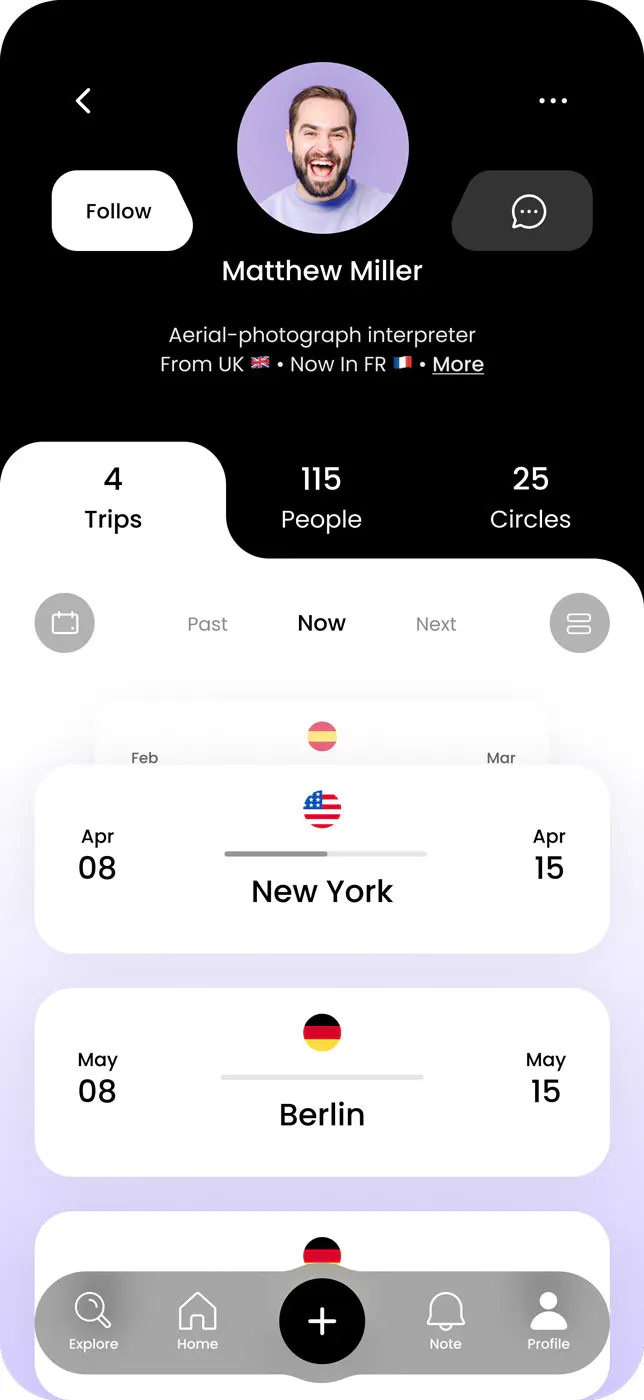 Follow
Matthew Miller
Aerial-photograph interpreter
From UK 🇬🇧 • Now In FR 🇫🇷 • More
4
Trips
115
People
25
Circles
Past
Now
Next
Feb
Mar
Apr
08
New York
Apr
15
May
08
Berlin
May
15
Explore
Home
Note
Profile